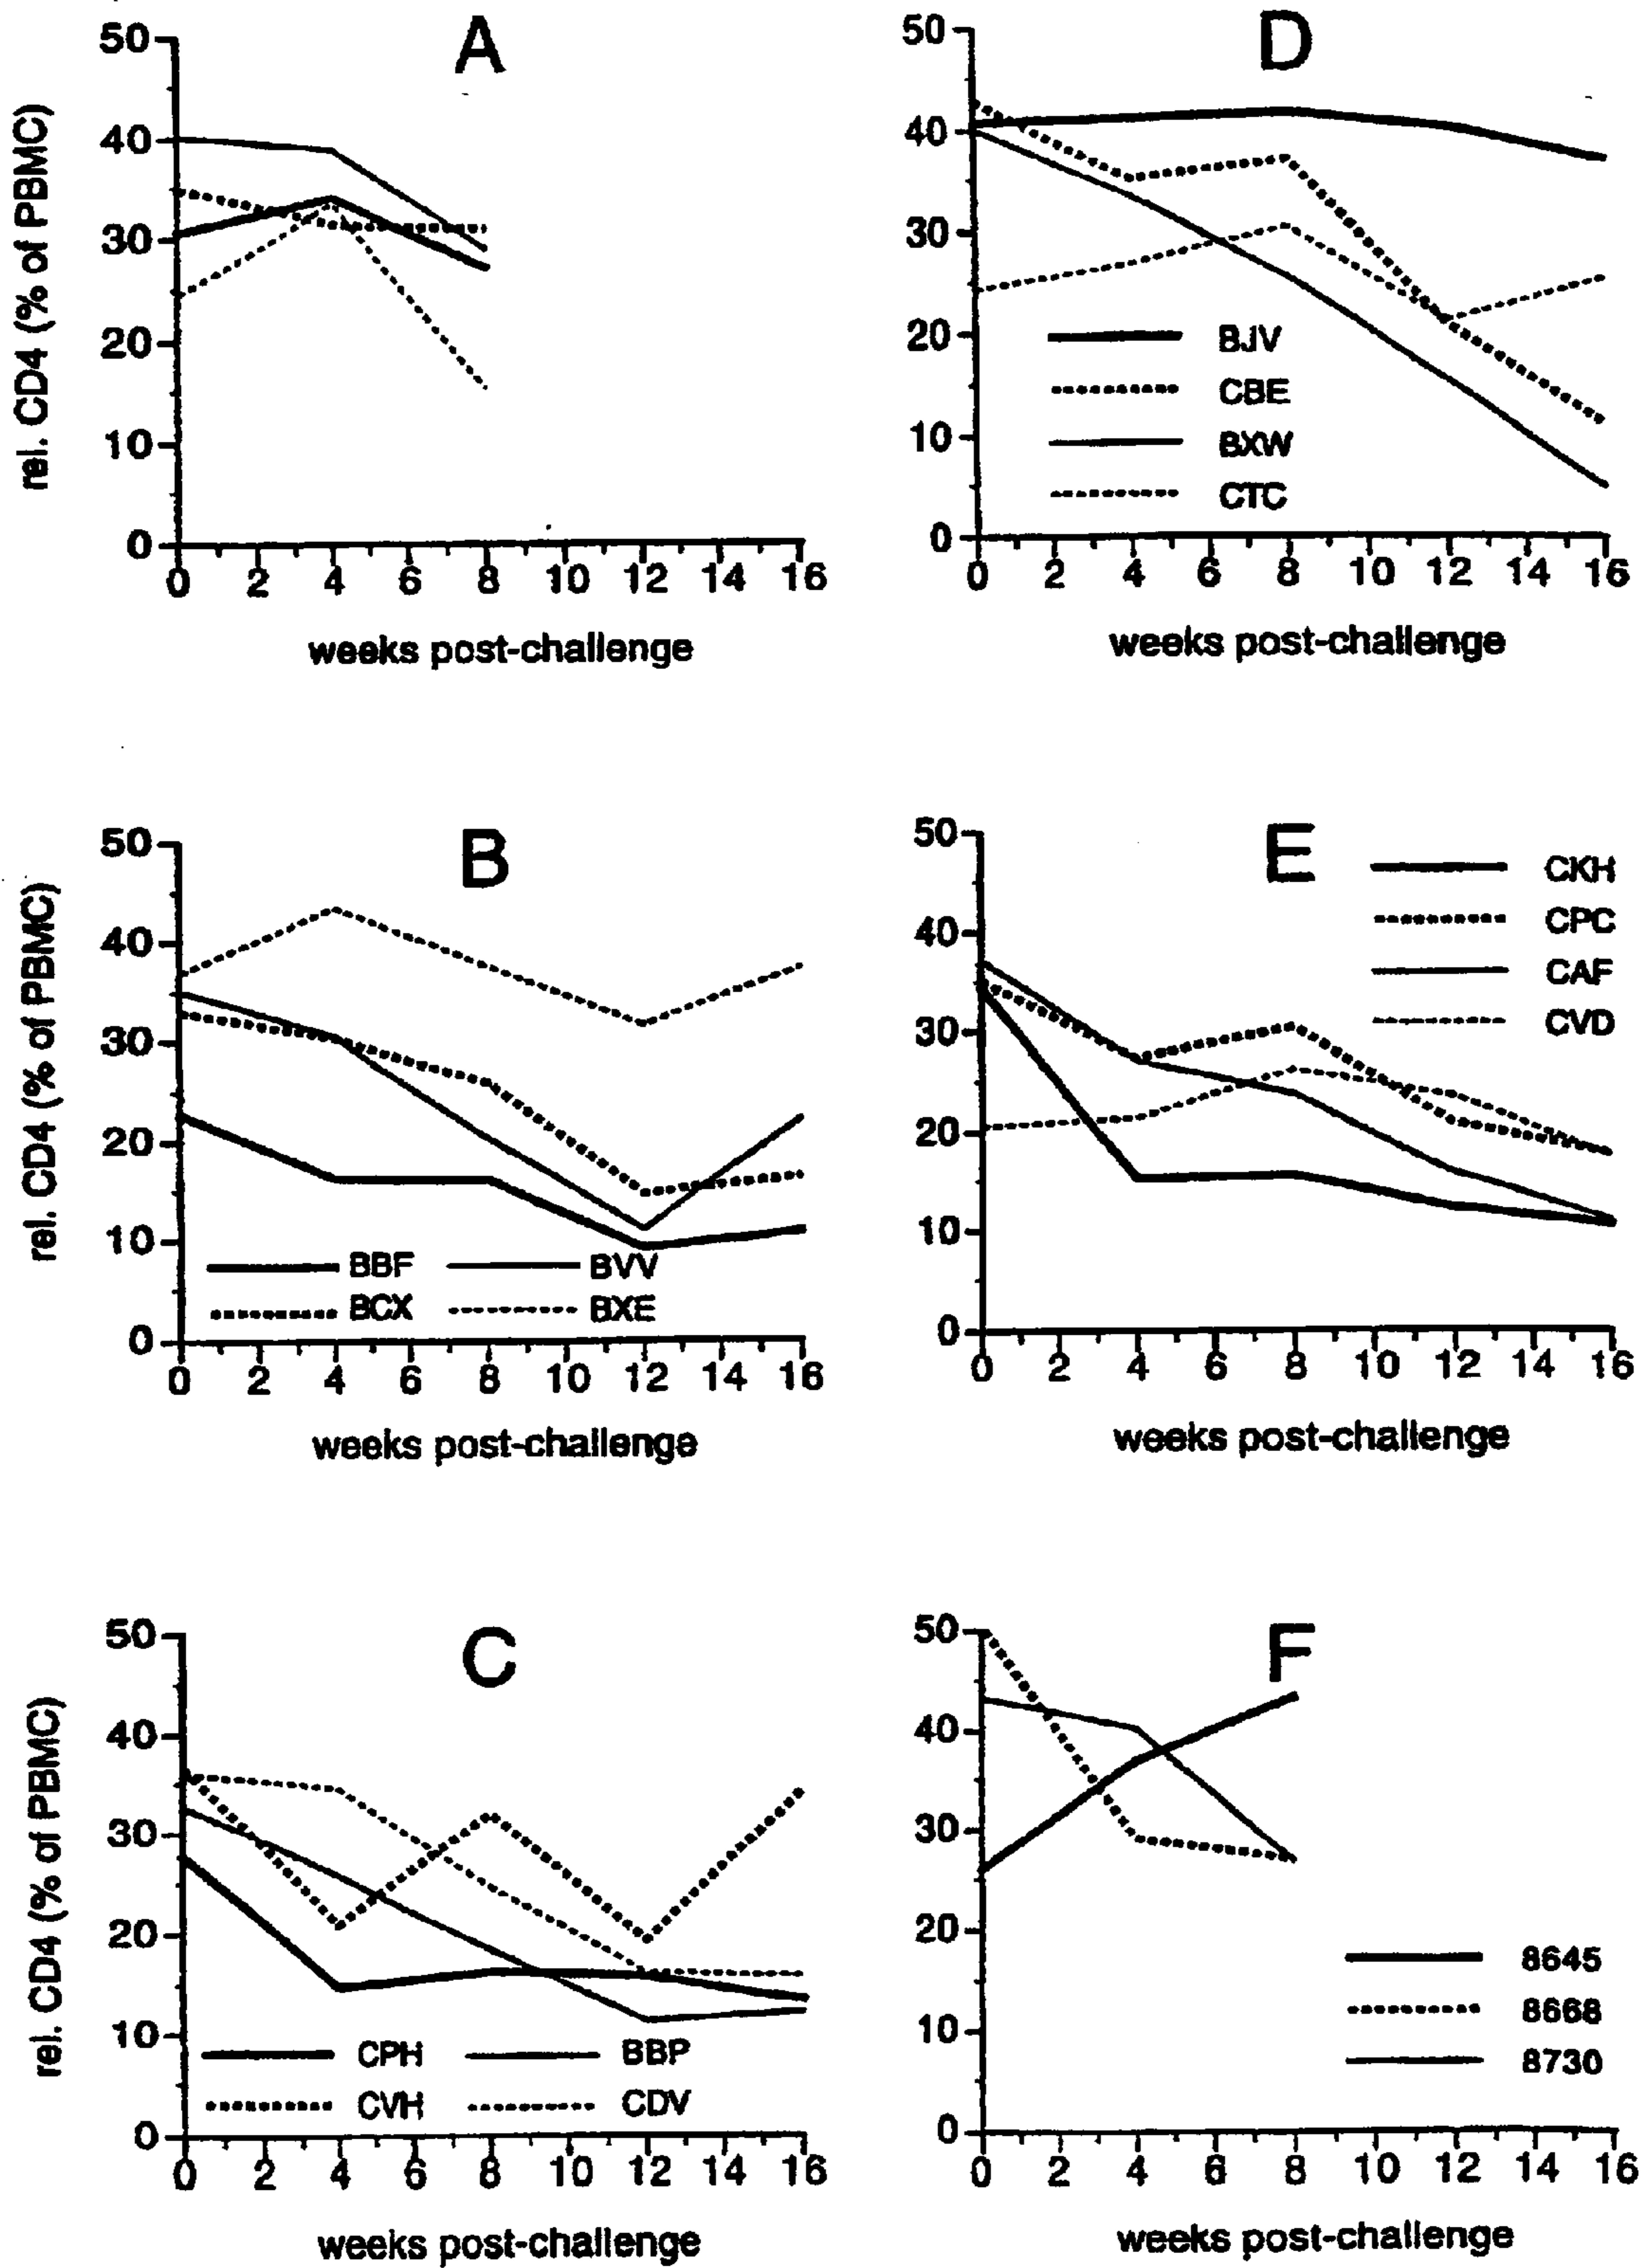 A
50
40
30
20
10
0
rel. CD4 (% of PBMC)
0 2 4 6 8 10 12 14 16
weeks post-challenge
D
50
40
30
20
10
0
BJV
CBE
BXW
CTC
0 2 4 6 8 10 12 14 16
weeks post-challenge
B
50
40
30
20
10
0
rel. CD4 (% of PBMC)
BBF BVV
BCX BXE
0 2 4 6 8 10 12 14 16
weeks post-challenge
E
50
40
30
20
10
0
CKH
CPC
CAF
CVD
0 2 4 6 8 10 12 14 16
weeks post-challenge
C
50
40
30
20
10
0
rel. CD4 (% of PBMC)
CPH BBP
CVH CDV
0 2 4 6 8 10 12 14 16
weeks post-challenge
F
50
40
30
20
10
0
8645
8668
8730
0 2 4 6 8 10 12 14 16
weeks post-challenge